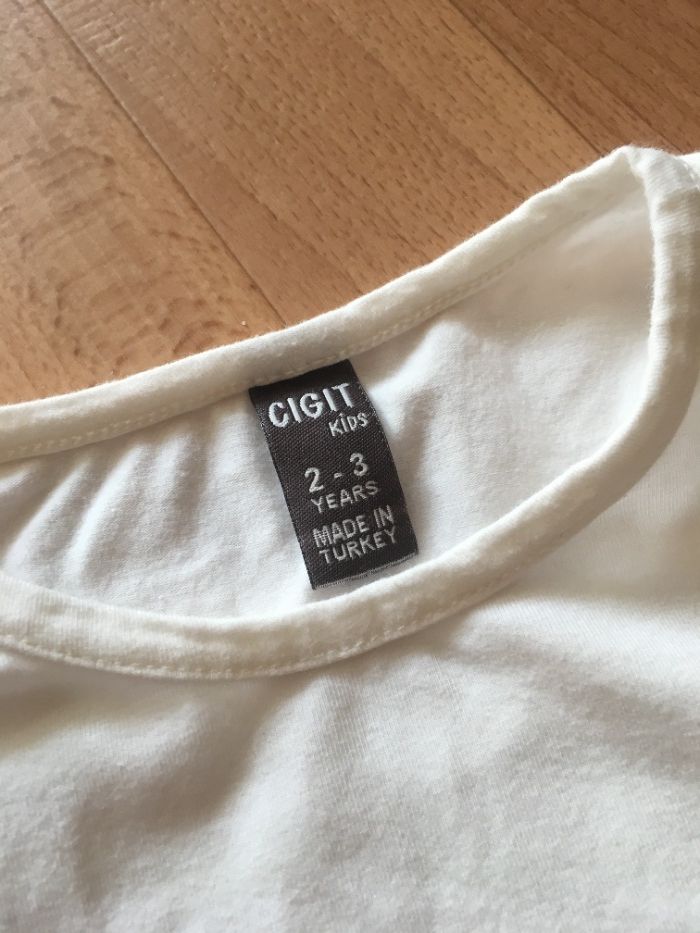 CIGIT
Kids
2 - 3
YEARS
MADE IN
TURKEY